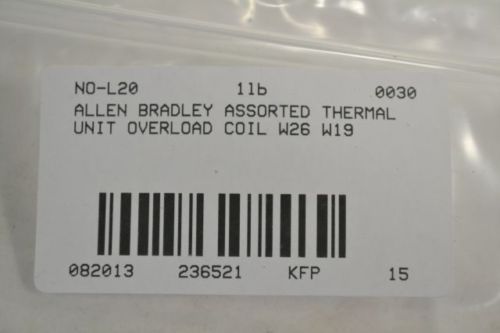 NO-L20 1lb 0030
ALLEN BRADLEY ASSORTED THERMAL
UNIT OVERLOAD COIL W26 W19
082013 236521 KFP 15